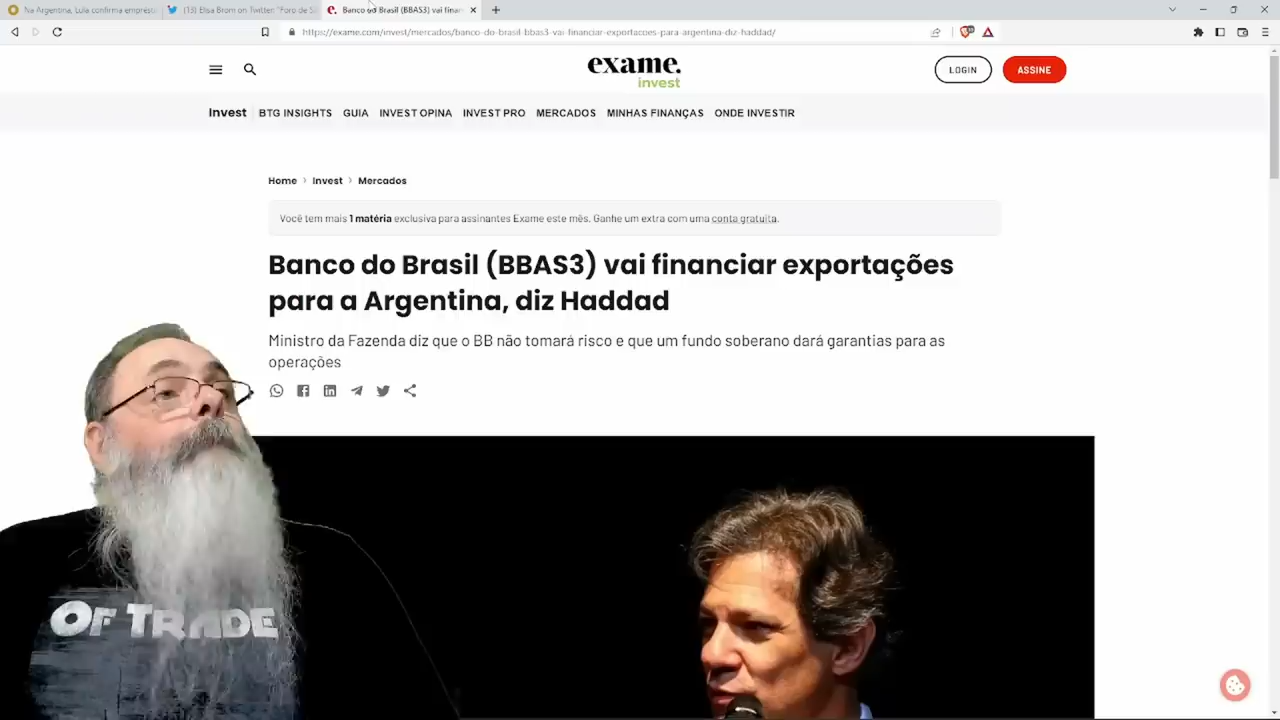 Na Argentina, Lula confirma emprésti
(13) Elisa Brom on Twitter: "Foro de Sã
Banco do Brasil (BBAS3) vai finan
https://exame.com/invest/mercados/banco-do-brasil-bbas3-vai-financiar-exportacoes-para-argentina-diz-haddad/
exame.
invest
LOGIN
ASSINE
Invest
BTG INSIGHTS
GUIA
INVEST OPINA
INVEST PRO
MERCADOS
MINHAS FINANÇAS
ONDE INVESTIR
Home › Invest › Mercados
Você tem mais 1 matéria exclusiva para assinantes Exame este mês. Ganhe um extra com uma conta gratuita.
Banco do Brasil (BBAS3) vai financiar exportações
para a Argentina, diz Haddad
Ministro da Fazenda diz que o BB não tomará risco e que um fundo soberano dará garantias para as
operações
OF TRADE